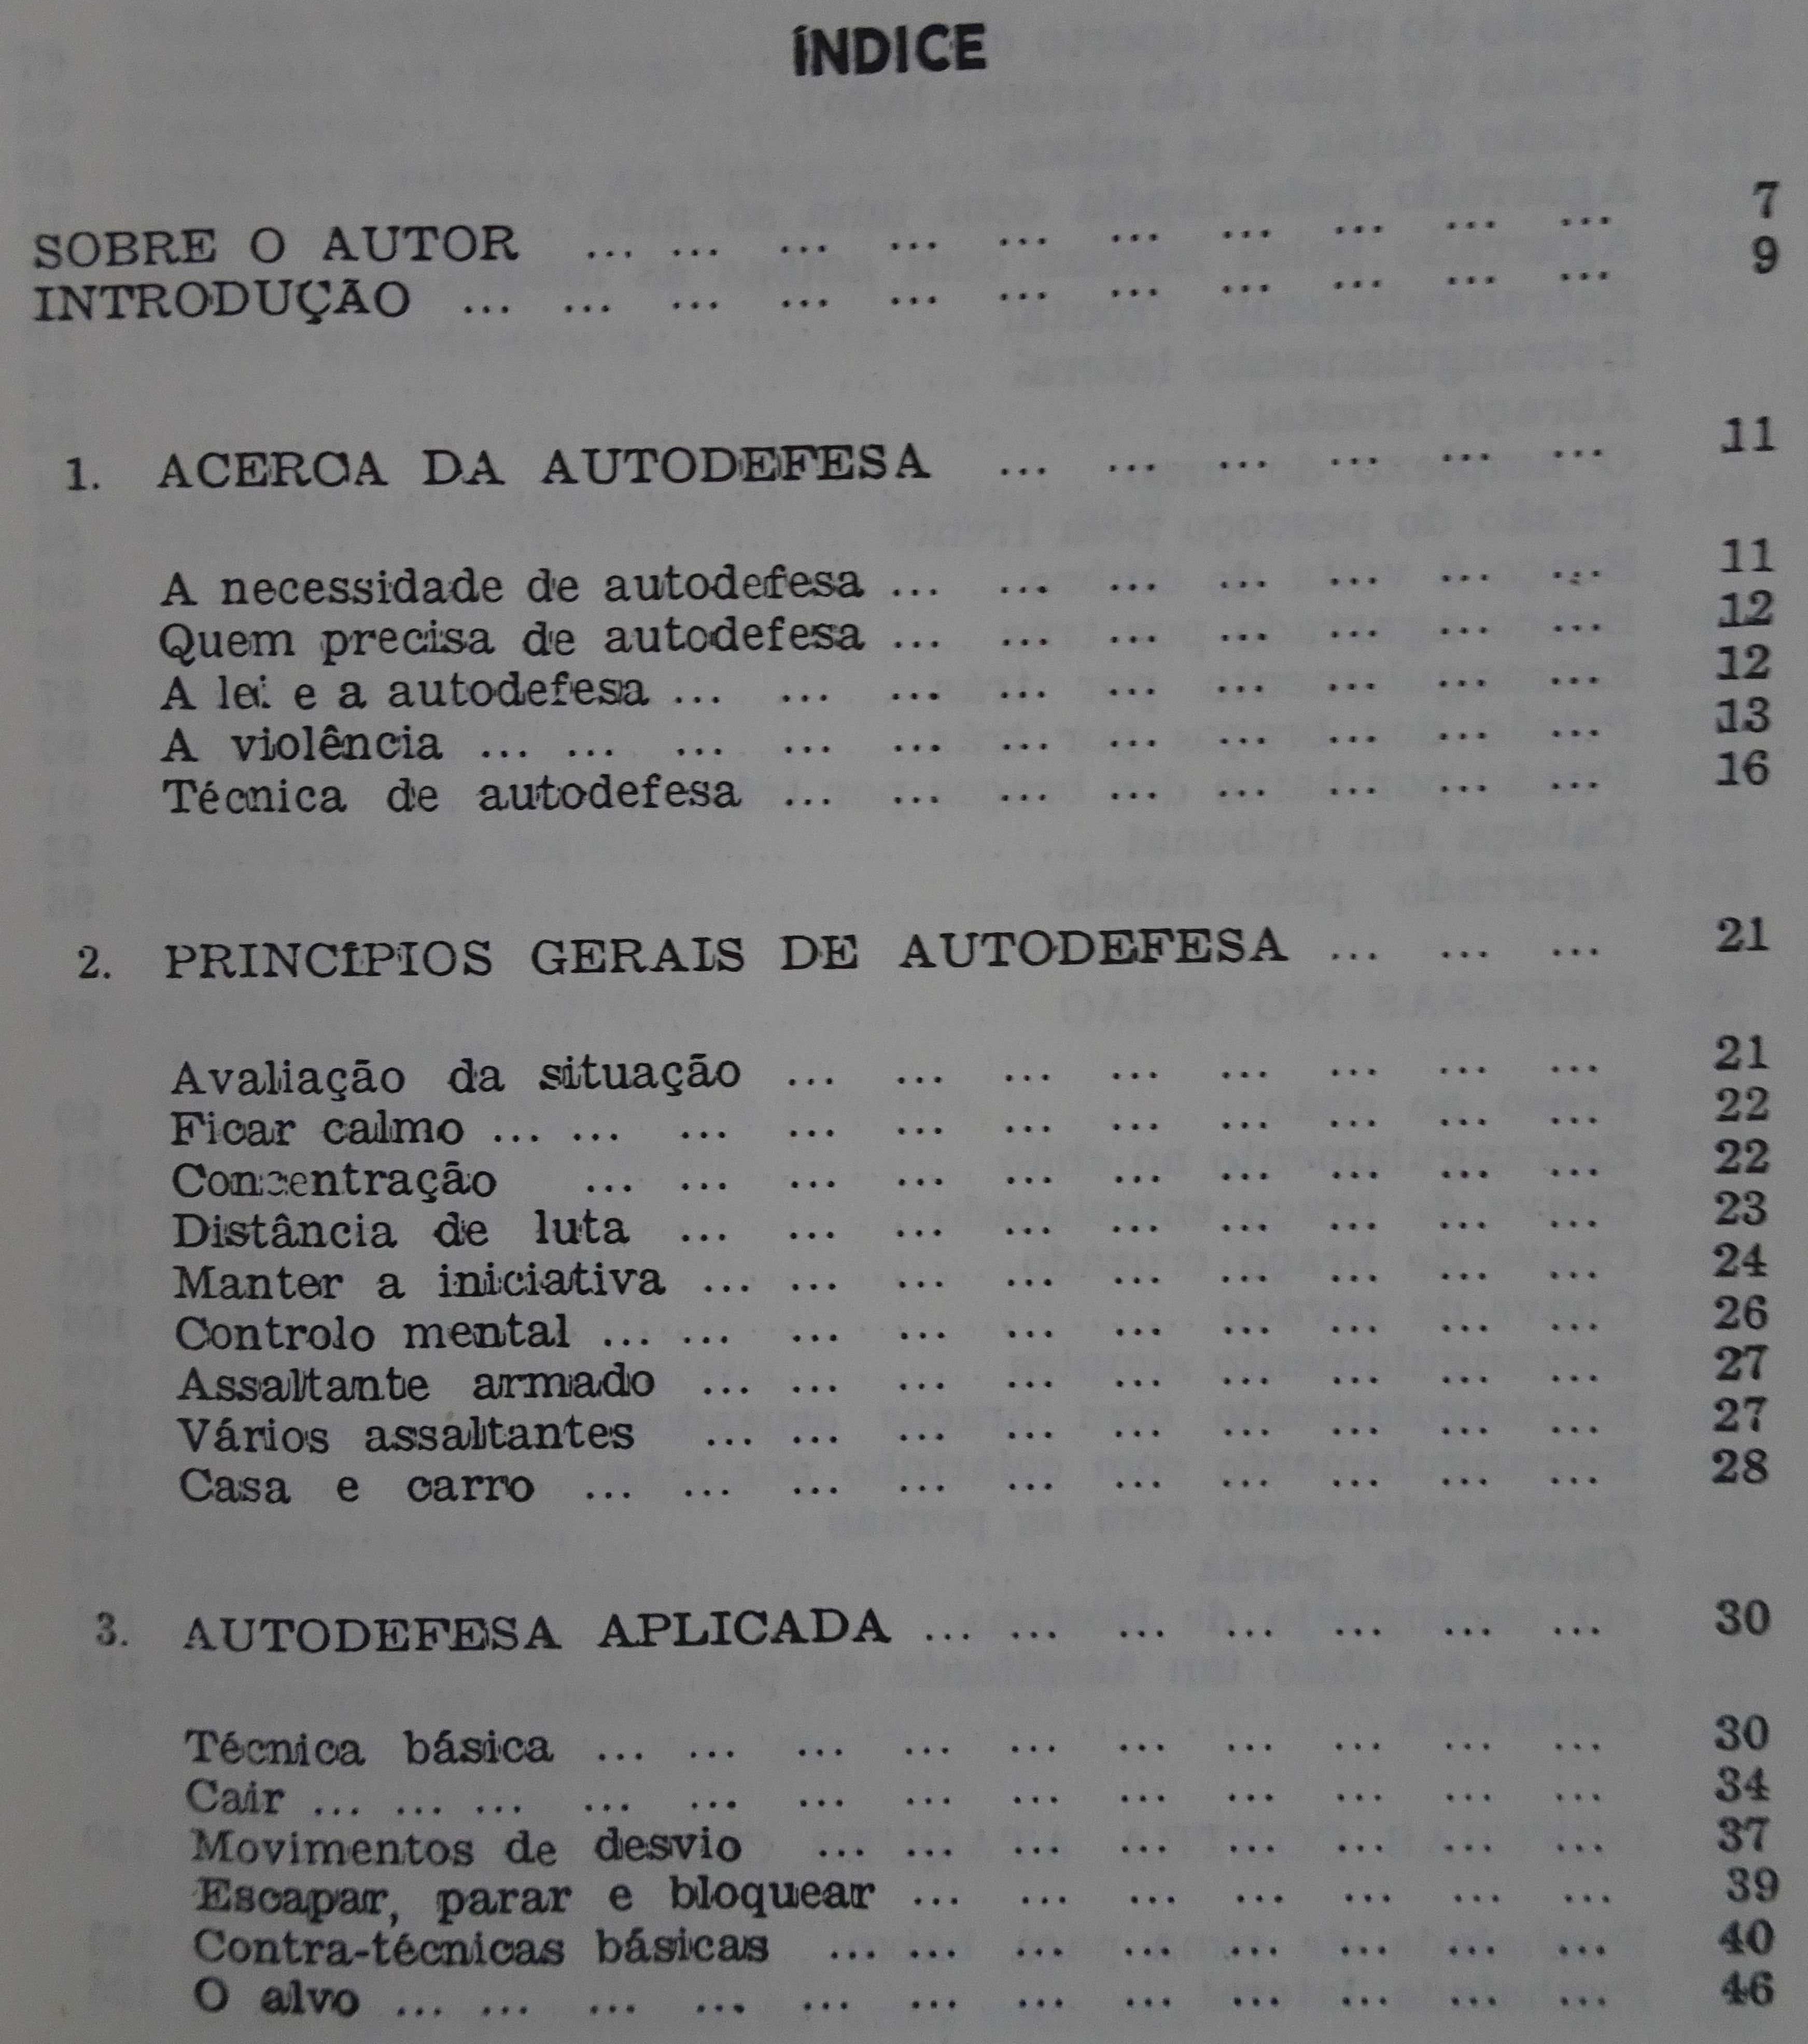 ÍNDICE
SOBRE O AUTOR ... ... ... ... ... ... ... ... ... ... 7
INTRODUÇÃO ... ... ... ... ... ... ... ... ... ... ... 9
1. ACERCA DA AUTODEFESA ... ... ... ... ... ... 11
A necessidade de autodefesa ... ... ... ... ... ... ... 11
Quem precisa de autodefesa ... ... ... ... ... ... ... 12
A lei e a autodefesa ... ... ... ... ... ... ... ... ... 12
A violência ... ... ... ... ... ... ... ... ... ... ... 13
Técnica de autodefesa ... ... ... ... ... ... ... ... 16
2. PRINCÍPIOS GERAIS DE AUTODEFESA ... ... ... 21
Avaliação da situação ... ... ... ... ... ... ... ... 21
Ficar calmo ... ... ... ... ... ... ... ... ... ... ... 22
Concentração ... ... ... ... ... ... ... ... ... ... 22
Distância de luta ... ... ... ... ... ... ... ... ... 23
Manter a iniciativa ... ... ... ... ... ... ... ... ... 24
Controlo mental ... ... ... ... ... ... ... ... ... ... 26
Assaltante armado ... ... ... ... ... ... ... ... ... 27
Vários assaltantes ... ... ... ... ... ... ... ... ... 27
Casa e carro ... ... ... ... ... ... ... ... ... ... 28
3. AUTODEFESA APLICADA ... ... ... ... ... ... ... 30
Técnica básica ... ... ... ... ... ... ... ... ... ... 30
Cair ... ... ... ... ... ... ... ... ... ... ... ... ... 34
Movimentos de desvio ... ... ... ... ... ... ... ... 37
Escapar, parar e bloquear ... ... ... ... ... ... ... 39
Contra-técnicas básicas ... ... ... ... ... ... ... ... 40
O alvo ... ... ... ... ... ... ... ... ... ... ... ... 46